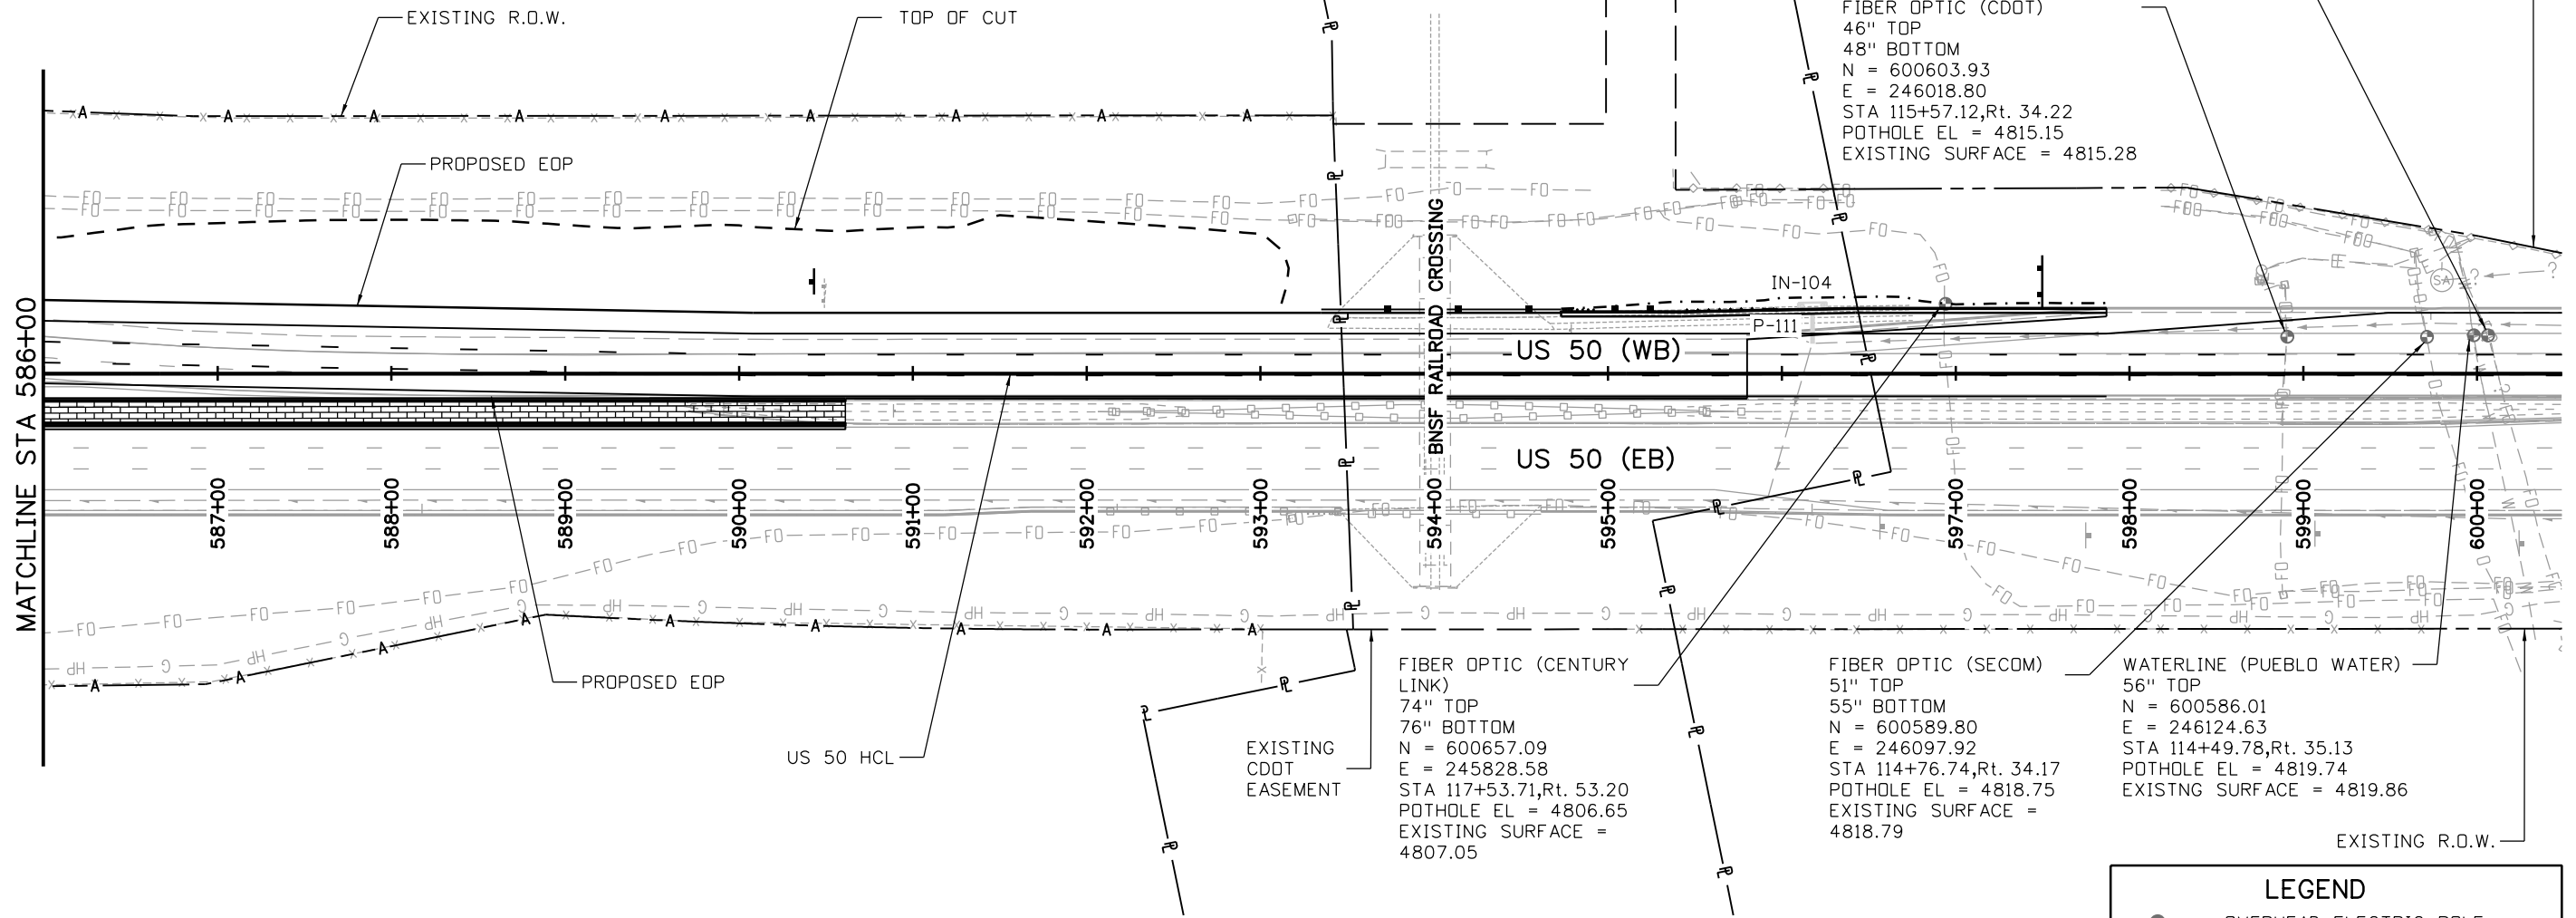 EXISTING R.O.W.
TOP OF CUT
FIBER OPTIC (CDOT)
46" TOP
48" BOTTOM
N = 600603.93
E = 246018.80
STA 115+57.12,Rt. 34.22
POTHOLE EL = 4815.15
EXISTING SURFACE = 4815.28
PROPOSED EOP
MATCHLINE STA 586+00
BNSF RAILROAD CROSSING
IN-104
P-111
US 50 (WB)
US 50 (EB)
587+00
588+00
589+00
590+00
591+00
592+00
593+00
594+00
595+00
597+00
598+00
599+00
600+00
PROPOSED EOP
US 50 HCL
EXISTING
CDOT
EASEMENT
FIBER OPTIC (CENTURY
LINK)
74" TOP
76" BOTTOM
N = 600657.09
E = 245828.58
STA 117+53.71,Rt. 53.20
POTHOLE EL = 4806.65
EXISTING SURFACE =
4807.05
FIBER OPTIC (SECOM)
51" TOP
55" BOTTOM
N = 600589.80
E = 246097.92
STA 114+76.74,Rt. 34.17
POTHOLE EL = 4818.75
EXISTING SURFACE =
4818.79
WATERLINE (PUEBLO WATER)
56" TOP
N = 600586.01
E = 246124.63
STA 114+49.78,Rt. 35.13
POTHOLE EL = 4819.74
EXISTNG SURFACE = 4819.86
EXISTING R.O.W.
LEGEND
OVERHEAD ELECTRIC POLE